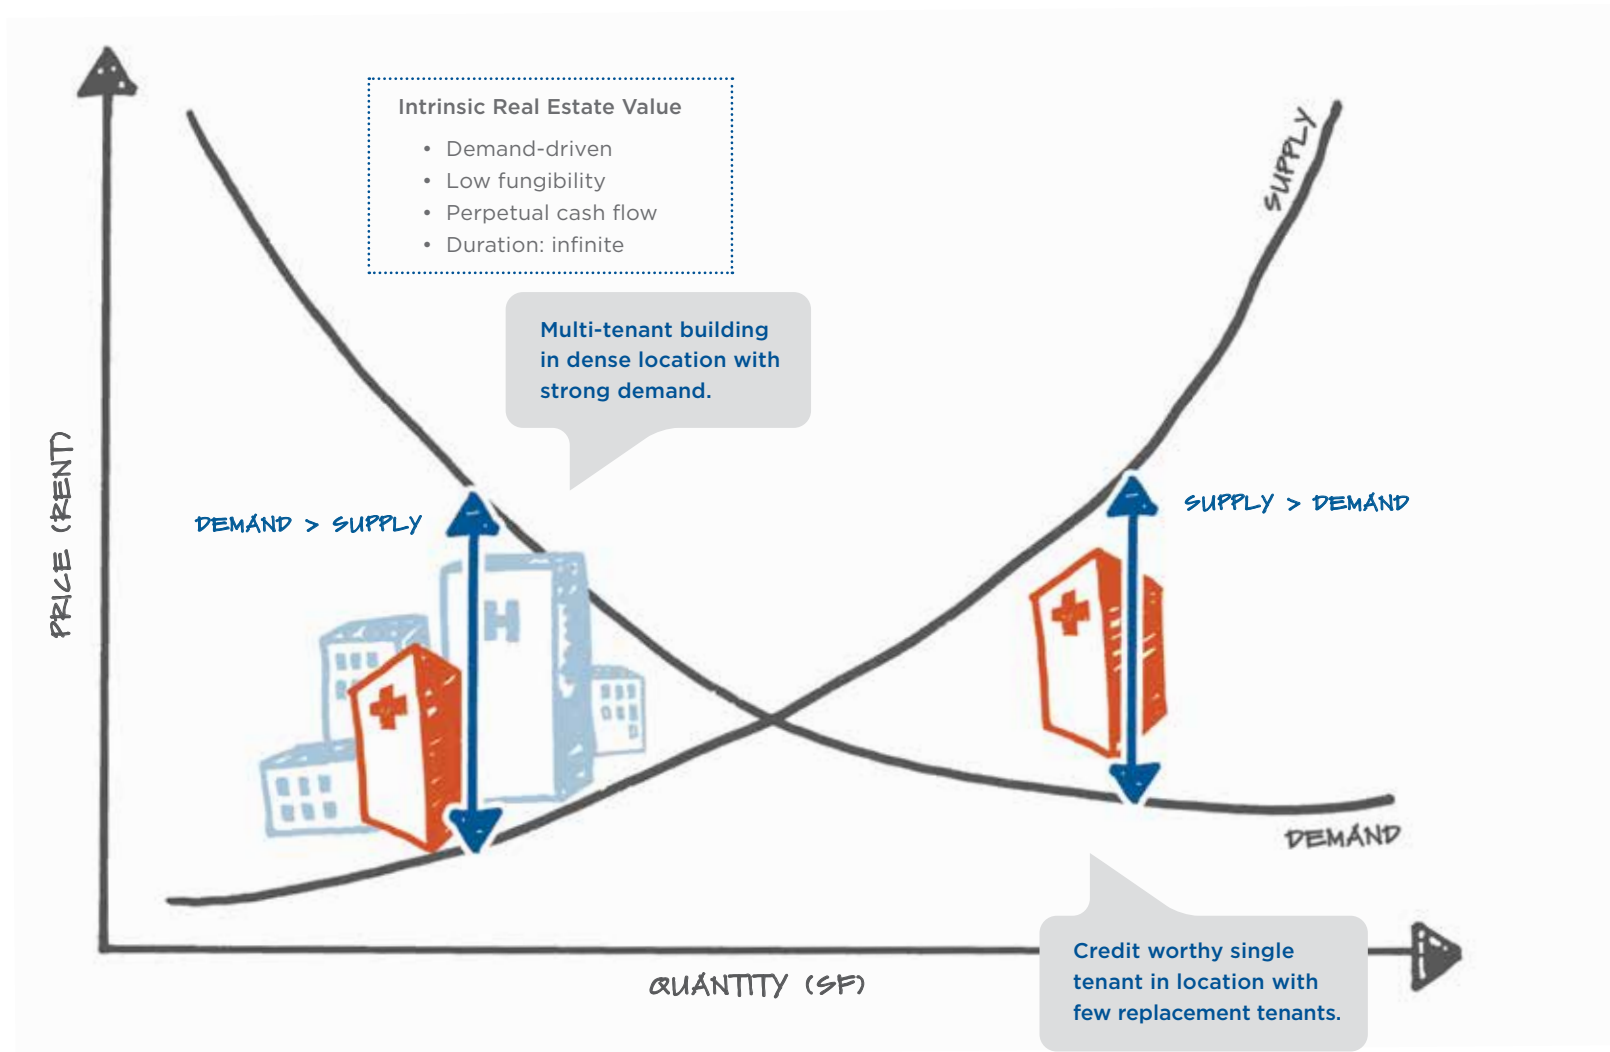 Intrinsic Real Estate Value
• Demand-driven
• Low fungibility
• Perpetual cash flow
• Duration: infinite
SUPPLY
Multi-tenant building
in dense location with
strong demand.
PRICE (RENT)
DEMAND > SUPPLY
SUPPLY > DEMAND
H
DEMAND
Credit worthy single
tenant in location with
few replacement tenants.
QUANTITY (SF)